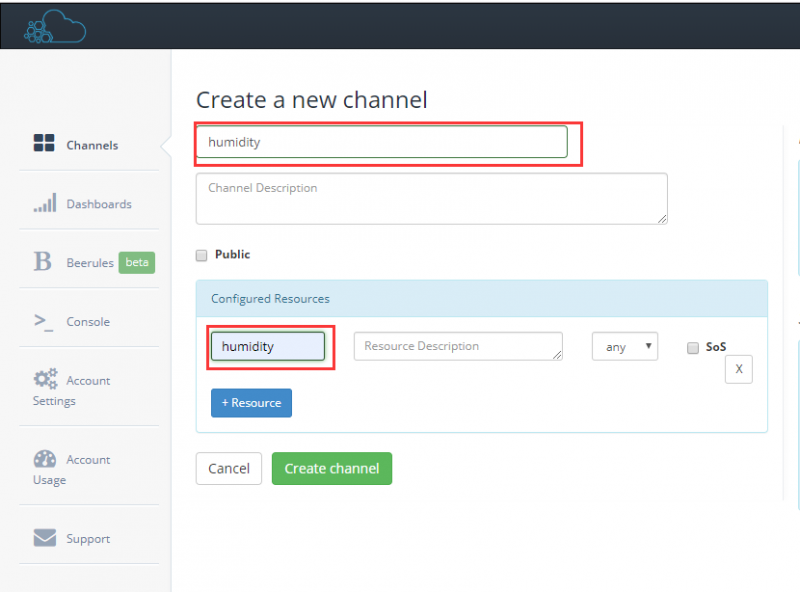 Create a new channel
humidity
Channel Description
Public
Configured Resources
humidity
Resource Description
any
SoS
X
+ Resource
Cancel
Create channel
Channels
Dashboards
B
Beerules beta
>_
Console
Account
Settings
Account
Usage
Support